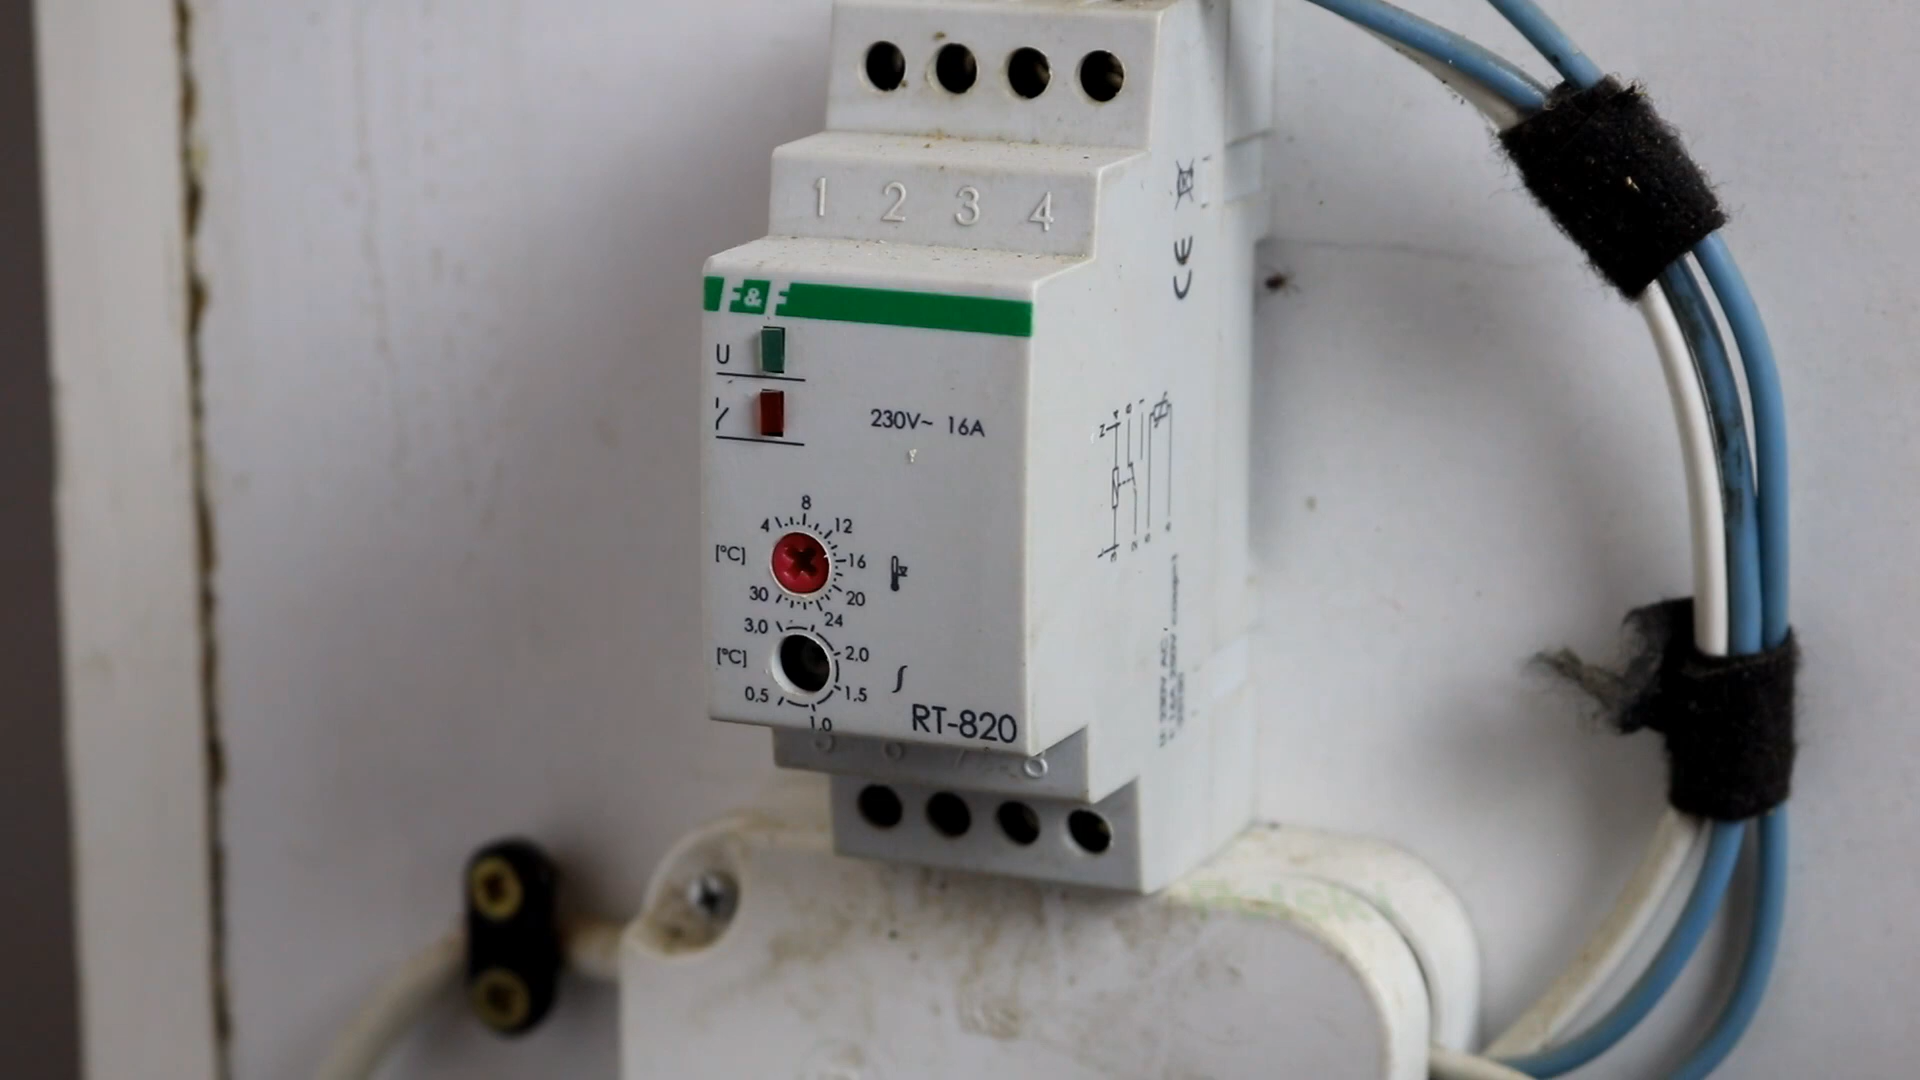 1 2 3 4
F&F
U
230V~ 16A
8
4 12
[°C] 16
30 20
24
3,0
[°C] 2,0
0,5 1,5
1,0
RT-820
CE